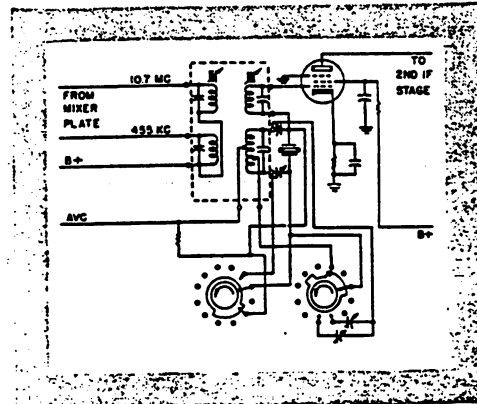 10.7 MC
FROM
MIXER
PLATE
455 KC
B+
AVC
TO
2ND IF
STAGE
B+